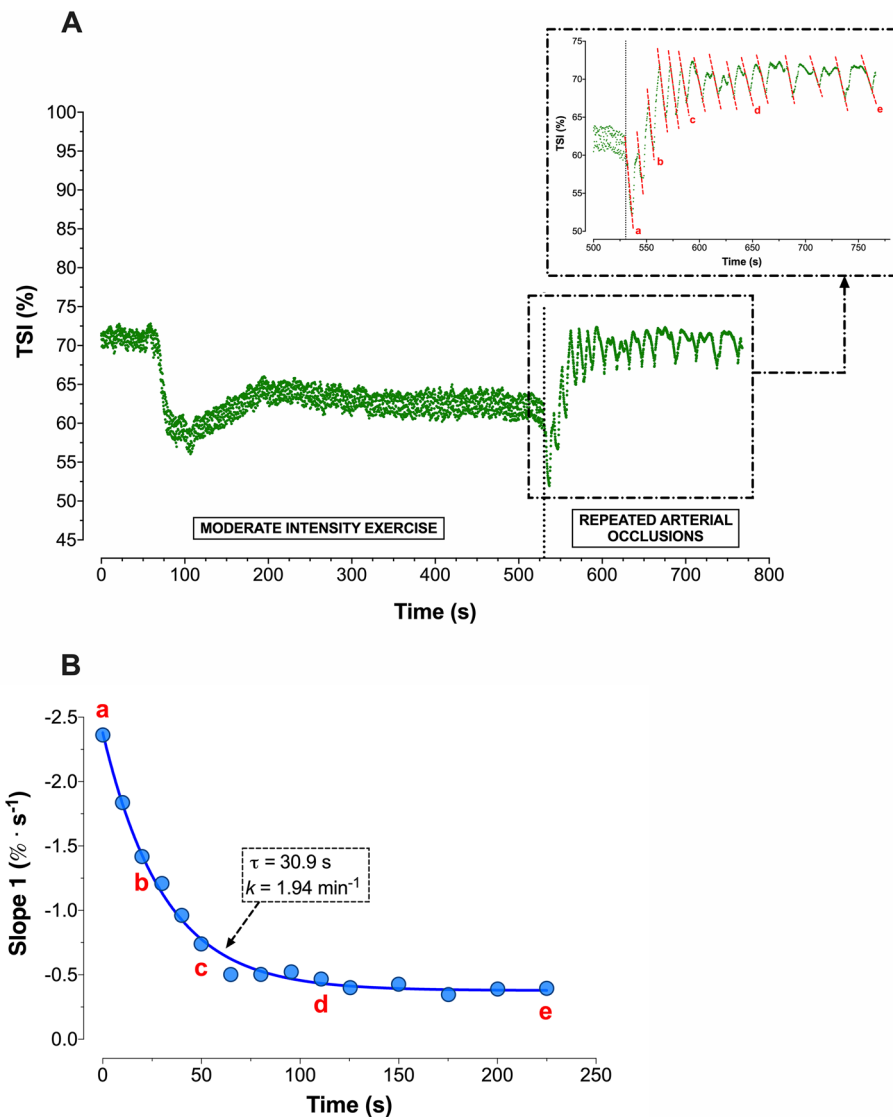 A
100
95
90
85
80
75
70
65
60
55
50
45
TSI (%)
0
100
200
300
400
500
600
700
800
Time (s)
MODERATE INTENSITY EXERCISE
REPEATED ARTERIAL
OCCLUSIONS
75
70
65
60
55
50
TSI (%)
500
550
600
650
700
750
Time (s)
a
b
c
d
e
B
-2.5
-2.0
-1.5
-1.0
-0.5
0.0
Slope 1 (% · s⁻¹)
a
b
c
d
e
τ = 30.9 s
k = 1.94 min⁻¹
0
50
100
150
200
250
Time (s)